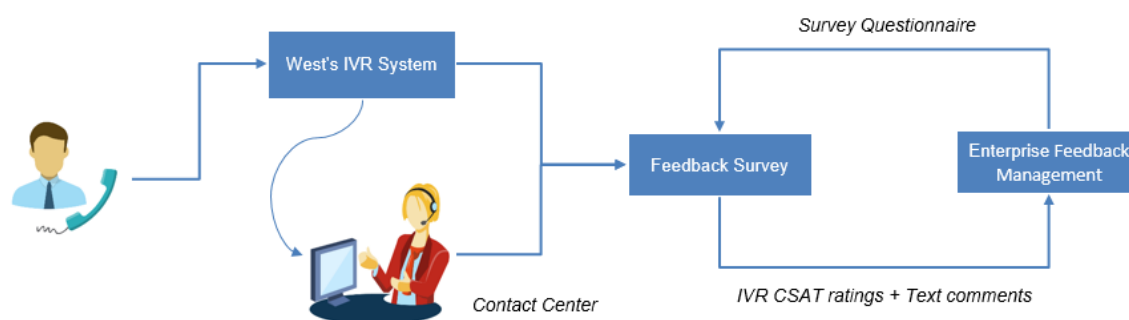 Survey Questionnaire
West's IVR System
Feedback Survey
Enterprise Feedback
Management
Contact Center
IVR CSAT ratings + Text comments